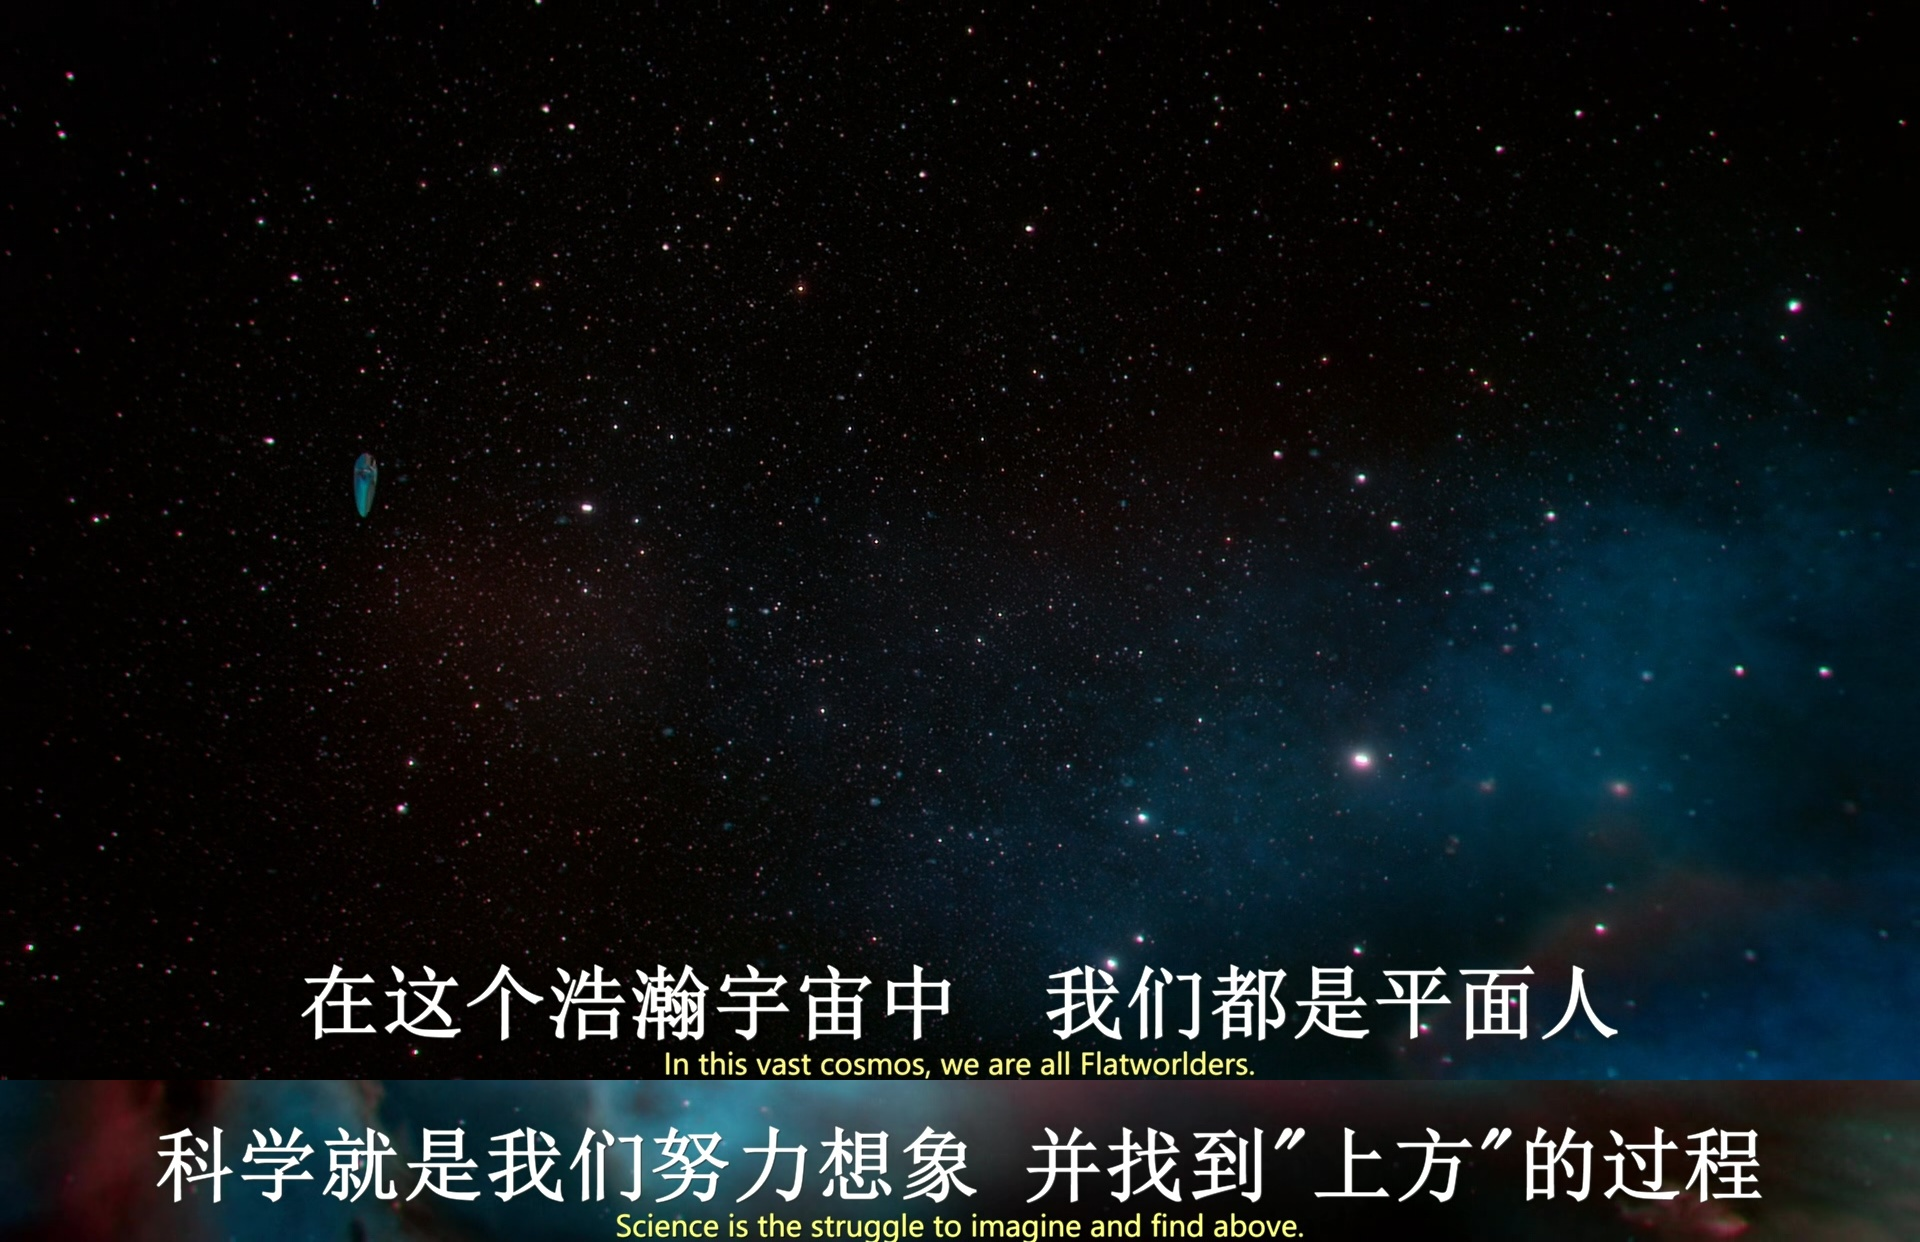 在这个浩瀚宇宙中 我们都是平面人
In this vast cosmos, we are all Flatworlders.
科学就是我们努力想象 并找到"上方"的过程
Science is the struggle to imagine and find above.